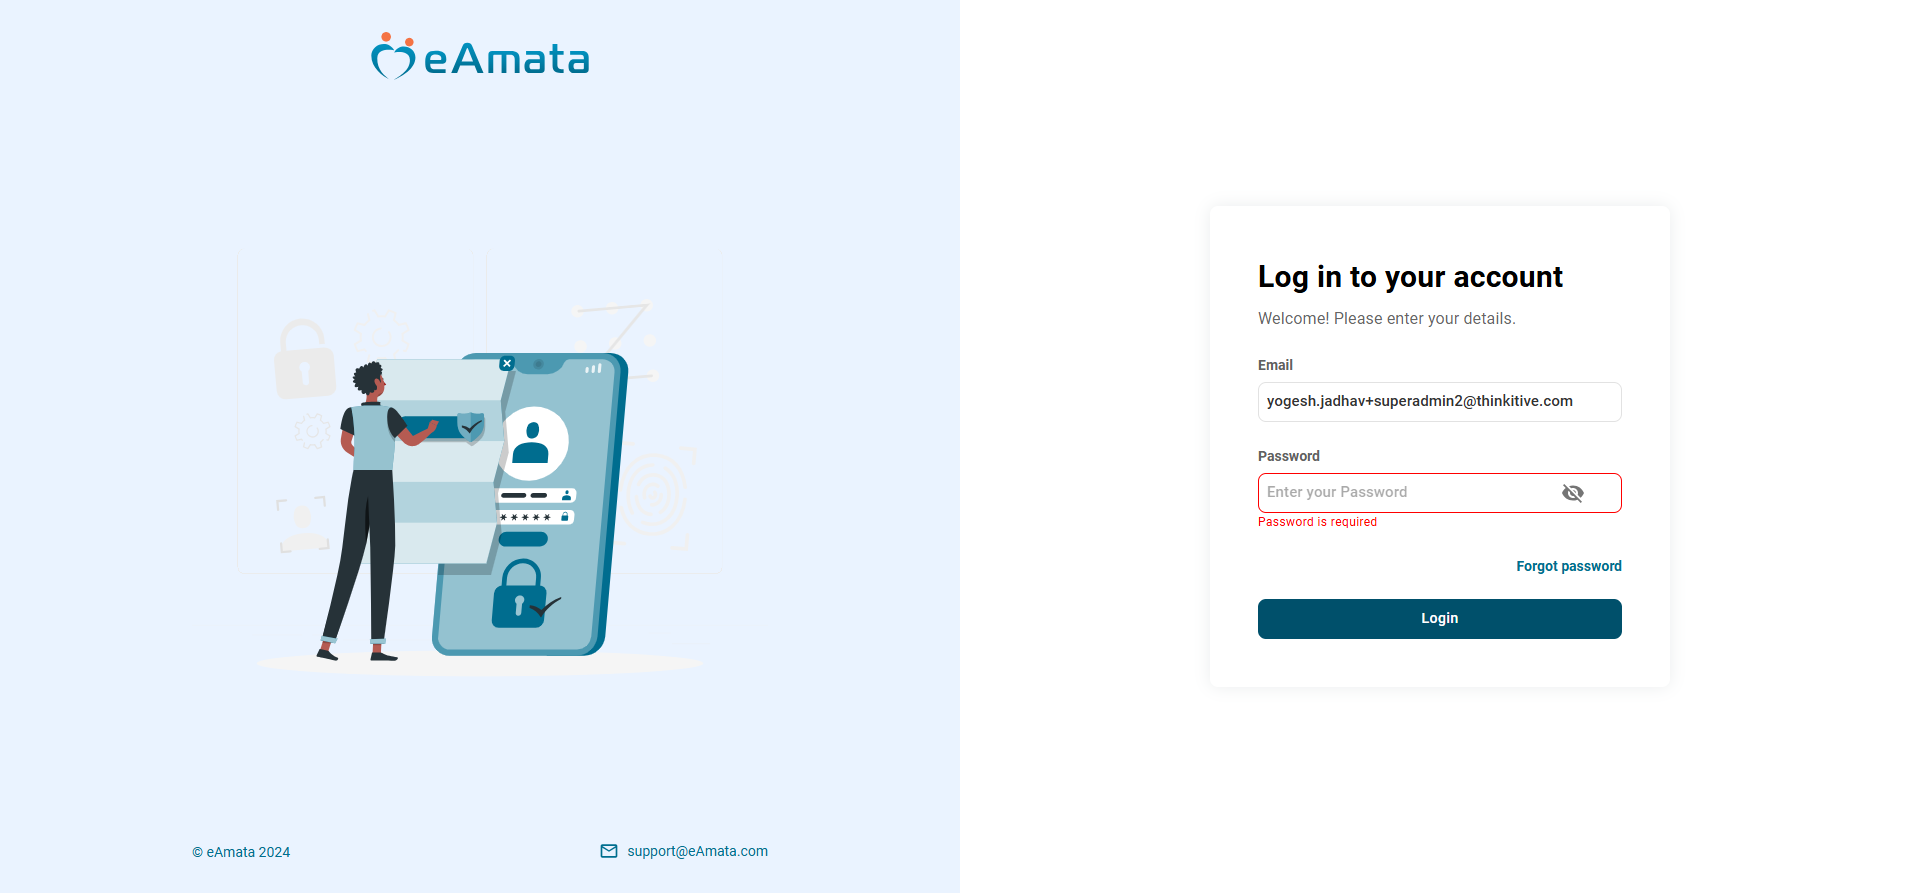 eAmata
© eAmata 2024
support@eAmata.com
Log in to your account
Welcome! Please enter your details.
Email
yogesh.jadhav+superadmin2@thinkitive.com
Password
Enter your Password
Password is required
Forgot password
Login